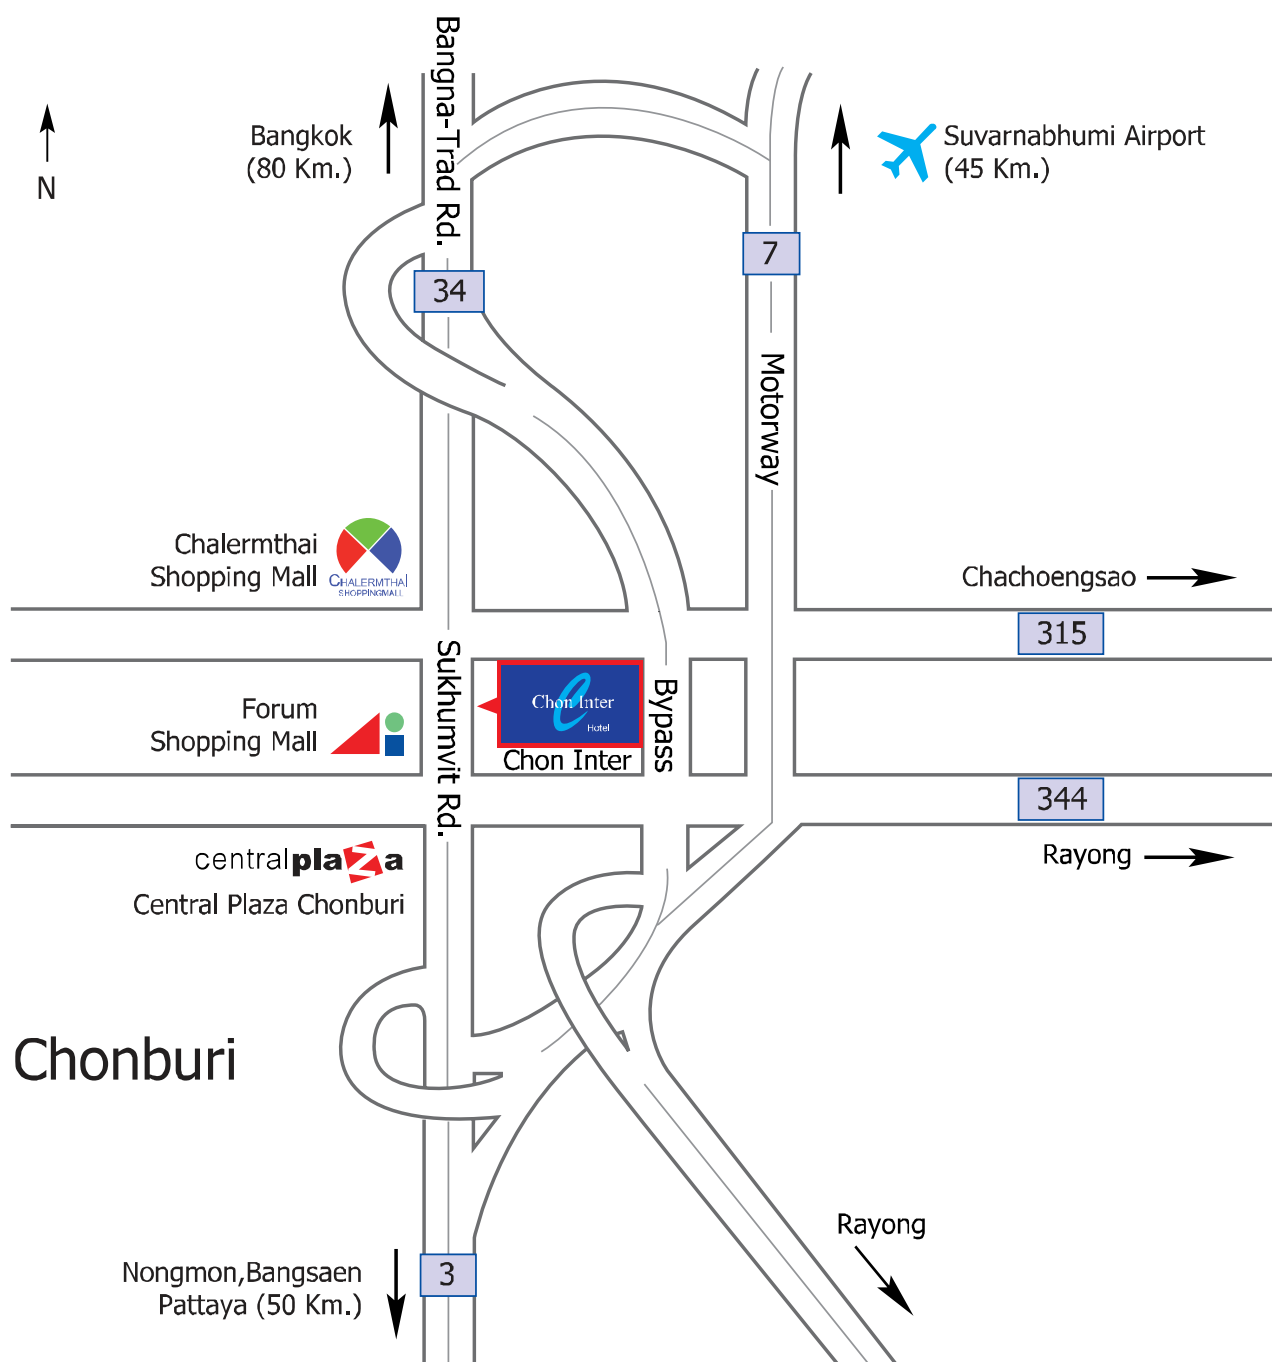 Bangna-Trad Rd.
Bangkok
(80 Km.)
Suvarnabhumi Airport
(45 Km.)
N
7
34
Motorway
Chalermthai
Shopping Mall
CHALERMTHAI
SHOPPINGMALL
Chachoengsao
315
Sukhumvit Rd.
Chon Inter
Hotel
Chon Inter
Bypass
Forum
Shopping Mall
344
Rayong
centralplaza
Central Plaza Chonburi
Chonburi
Rayong
3
Nongmon,Bangsaen
Pattaya (50 Km.)